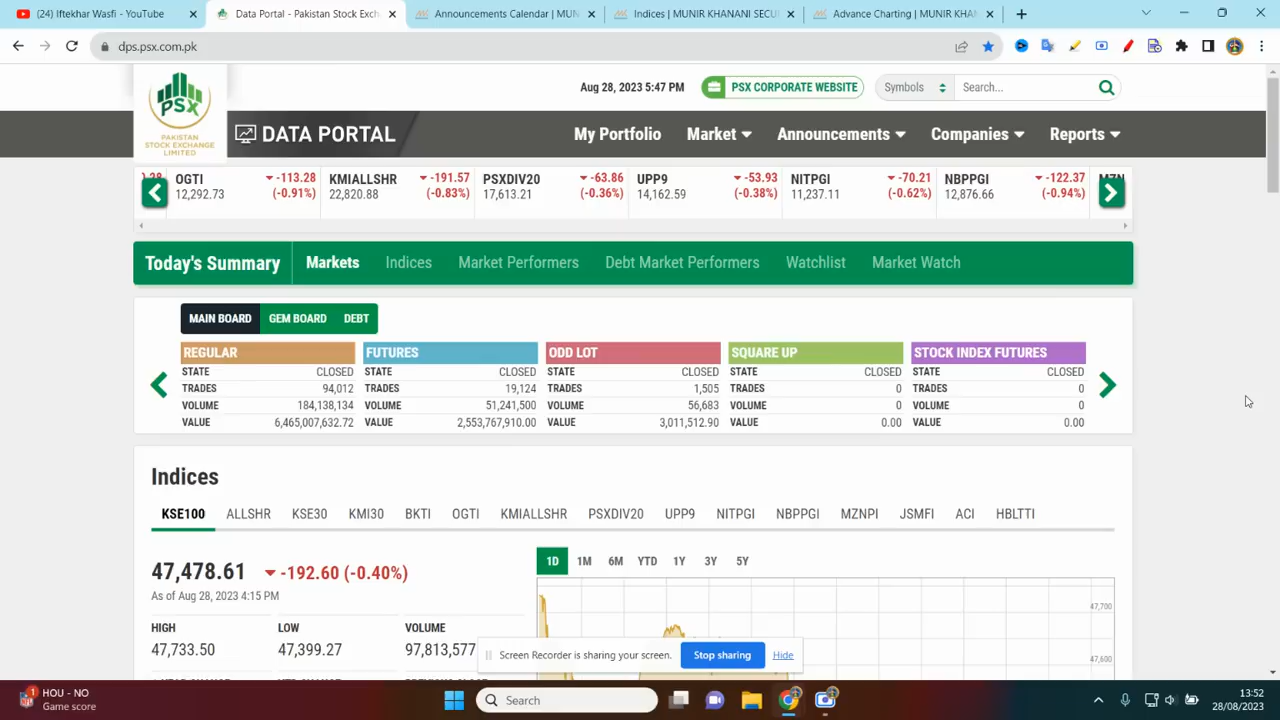 (24) Iftekhar Wasfi - YouTube
Data Portal - Pakistan Stock Exch
Announcements Calendar | MUN
Indices | MUNIR KHANANI SECU
Advance Charting | MUNIR KHAN
dps.psx.com.pk
PSX
PAKISTAN
STOCK EXCHANGE
LIMITED
Aug 28, 2023 5:47 PM
PSX CORPORATE WEBSITE
Symbols
Search...
DATA PORTAL
My Portfolio
Market
Announcements
Companies
Reports
OGTI -113.28
12,292.73 (-0.91%)
KMIALLSHR -191.57
22,820.88 (-0.83%)
PSXDIV20 -63.86
17,613.21 (-0.36%)
UPP9 -53.93
14,162.59 (-0.38%)
NITPGI -70.21
11,237.11 (-0.62%)
NBPPGI -122.37
12,876.66 (-0.94%)
Today's Summary
Markets
Indices
Market Performers
Debt Market Performers
Watchlist
Market Watch
MAIN BOARD
GEM BOARD
DEBT
REGULAR
STATE CLOSED
TRADES 94,012
VOLUME 184,138,134
VALUE 6,465,007,632.72
FUTURES
STATE CLOSED
TRADES 19,124
VOLUME 51,241,500
VALUE 2,553,767,910.00
ODD LOT
STATE CLOSED
TRADES 1,505
VOLUME 56,683
VALUE 3,011,512.90
SQUARE UP
STATE CLOSED
TRADES 0
VOLUME 0
VALUE 0.00
STOCK INDEX FUTURES
STATE CLOSED
TRADES 0
VOLUME 0
VALUE 0.00
Indices
KSE100
ALLSHR
KSE30
KMI30
BKTI
OGTI
KMIALLSHR
PSXDIV20
UPP9
NITPGI
NBPPGI
MZNPI
JSMFI
ACI
HBLTTI
47,478.61 -192.60 (-0.40%)
As of Aug 28, 2023 4:15 PM
HIGH
47,733.50
LOW
47,399.27
VOLUME
97,813,577
1D
1M
6M
YTD
1Y
3Y
5Y
47,700
47,600
Screen Recorder is sharing your screen.
Stop sharing
Hide
1
HOU - NO
Game score
Search
13:52
28/08/2023